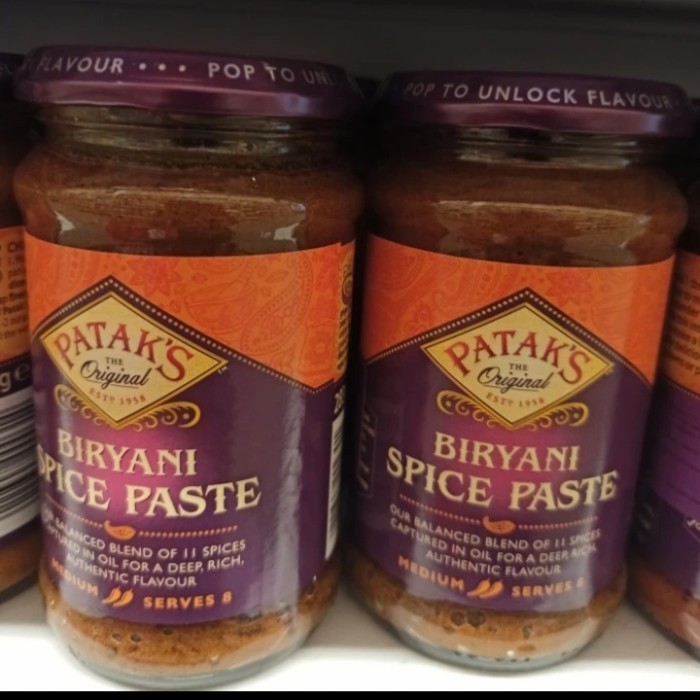 FLAVOUR • • • POP TO
PATAK'S
THE
Original
ESTD 1958
BIRYANI
SPICE PASTE
OUR BALANCED BLEND OF 11 SPICES
CAPTURED IN OIL FOR A DEEP, RICH,
AUTHENTIC FLAVOUR
MEDIUM SERVES 8
POP TO UNLOCK FLAVOUR
PATAK'S
THE
Original
ESTD 1958
BIRYANI
SPICE PASTE
OUR BALANCED BLEND OF 11 SPICES
CAPTURED IN OIL FOR A DEEP, RICH,
AUTHENTIC FLAVOUR
MEDIUM SERVES 8